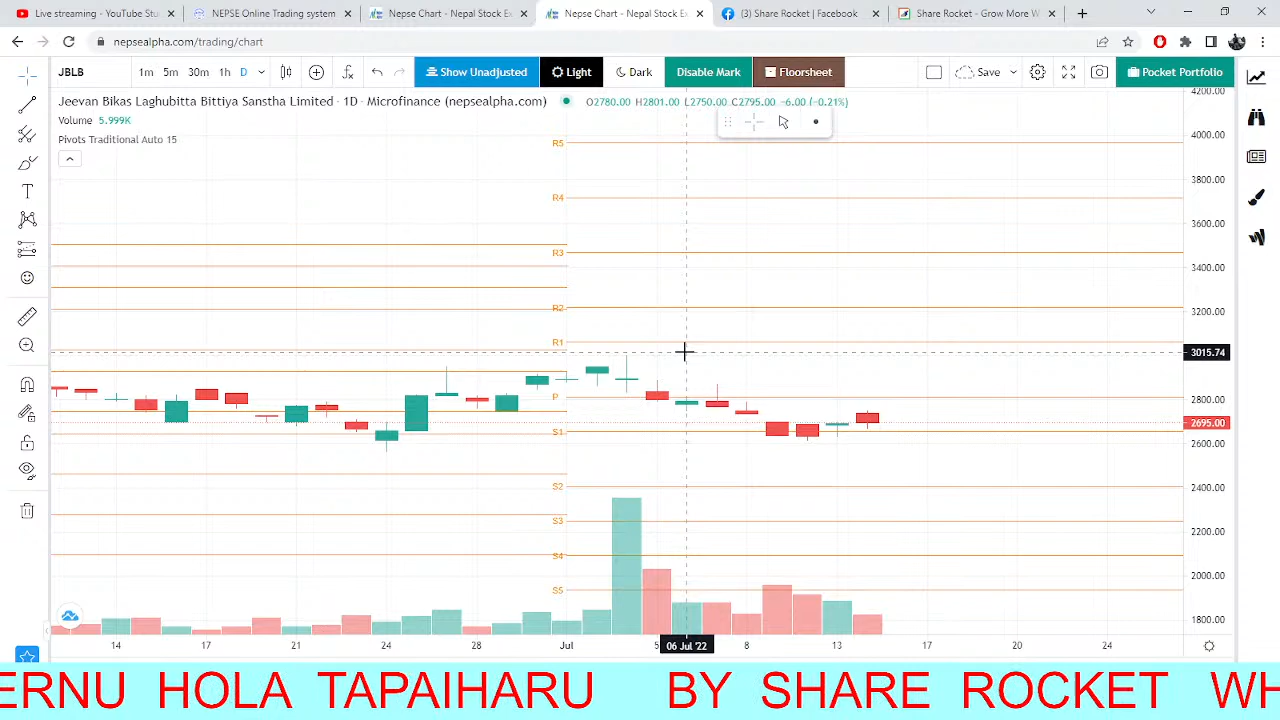 Live streaming - YouTube Stu
NEPSE Online Trading system
Nepse Chart - Nepal Stock Ex
Nepse Chart - Nepal Stock Ex
(3) Share Rocket | Facebook
Share Rocket - Grow More W
nepsealpha.com/trading/chart
JBLB 1m 5m 30m 1h D Show Unadjusted Light Dark Disable Mark Floorsheet Save Pocket Portfolio
Jeevan Bikas Laghubitta Bittiya Sanstha Limited · 1D · Microfinance (nepsealpha.com) O2780.00 H2801.00 L2750.00 C2795.00 −6.00 (−0.21%)
Volume 5.999K
Pivots Traditional Auto 15
R5
R4
R3
R2
R1
P
S1
S2
S3
S4
S5
4200.00
4000.00
3800.00
3600.00
3400.00
3200.00
3015.74
2800.00
2695.00
2600.00
2400.00
2200.00
2000.00
1800.00
14 17 21 24 28 Jul 5 06 Jul '22 8 13 17 20 24
ERNU HOLA TAPAIHARU BY SHARE ROCKET WH